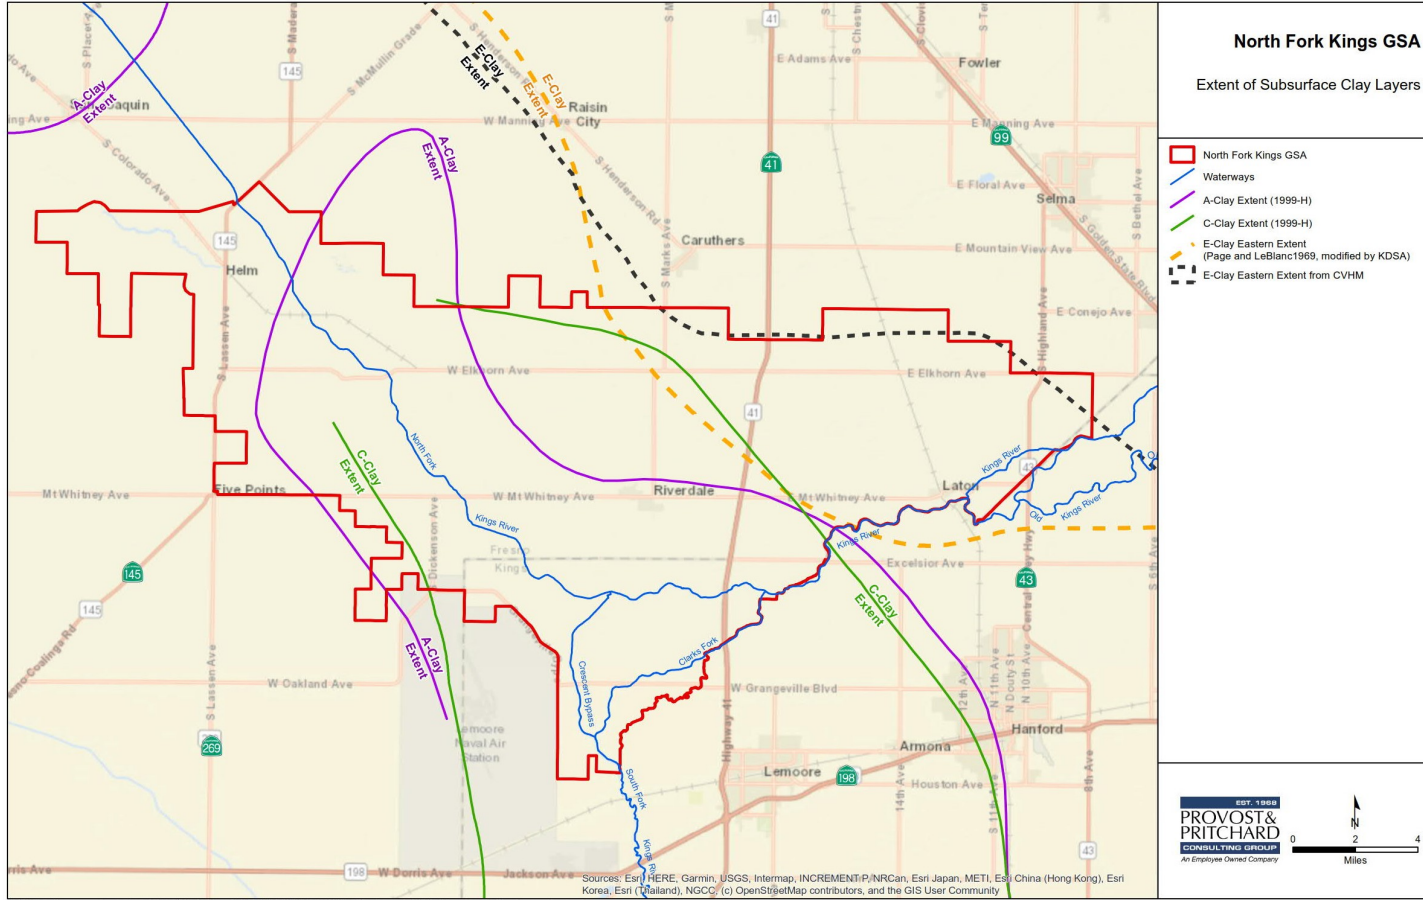 North Fork Kings GSA
Extent of Subsurface Clay Layers
North Fork Kings GSA
Waterways
A-Clay Extent (1999-H)
C-Clay Extent (1999-H)
E-Clay Eastern Extent
(Page and LeBlanc1969, modified by KDSA)
E-Clay Eastern Extent from CVHM
EST. 1968
PROVOST&
PRITCHARD
CONSULTING GROUP
An Employee Owned Company
N
0 2 4
Miles
S Placer Ave
S Madera
S McMullin Grade
S Henderson Rd
41
E Adams Ave
Fowler
145
A-Clay
Extent
E-Clay
Extent
E-Clay
Extent
Raisin
City
W Manning Ave
E Manning Ave
99
S Colorado Ave
A-Clay
Extent
S Henderson Rd
41
E Floral Ave
Selma
S Bethel Ave
S Golden State Blvd
145
Helm
S Marks Ave
Caruthers
E Mountain View Ave
S Lassen Ave
E Conejo Ave
S Highland Ave
W Elkhorn Ave
E Elkhorn Ave
41
North Fork
C-Clay
Extent
Kings River
43
Mt Whitney Ave
Five Points
W Mt Whitney Ave
Riverdale
E Mt Whitney Ave
Laton
Old
Kings River
Kings River
Kings River
Fresno
Kings
S Dickenson Ave
Excelsior Ave
145
43
145
C-Clay
Extent
A-Clay
Extent
Clarks Fork
Crescent Bypass
W Oakland Ave
W Grangeville Blvd
S Lassen Ave
12th Ave
N 11th Ave
N Douty St
N 10th Ave
Highway 41
Lemoore
Naval Air
Station
269
Hanford
Armona
Lemoore
198
Houston Ave
14th Ave
S 11th Ave
8th Ave
South Fork
43
198
W Dorris Ave
Jackson Ave
Sources: Esri, HERE, Garmin, USGS, Intermap, INCREMENT P, NRCan, Esri Japan, METI, Esri China (Hong Kong), Esri
Korea, Esri (Thailand), NGCC, (c) OpenStreetMap contributors, and the GIS User Community